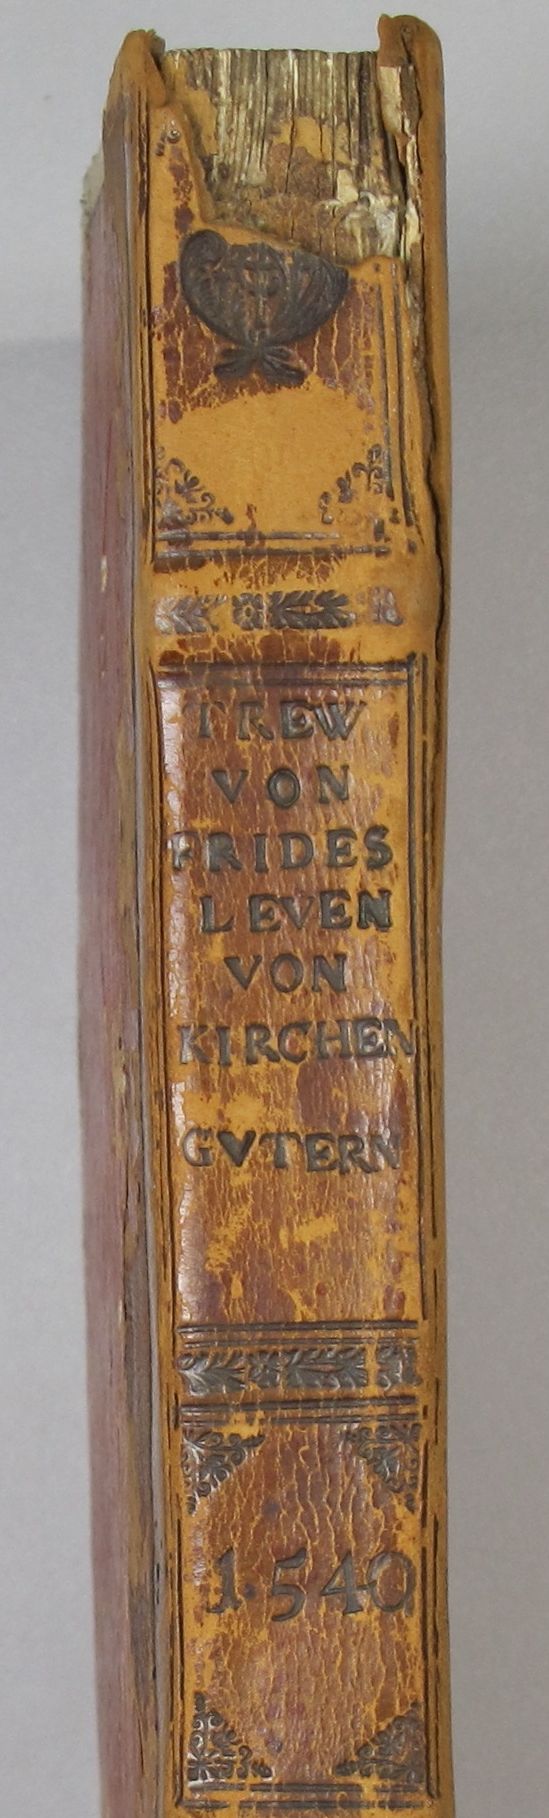 TREW
VON
FRIDES
LEVEN
VON
KIRCHEN
GVTERN
1540